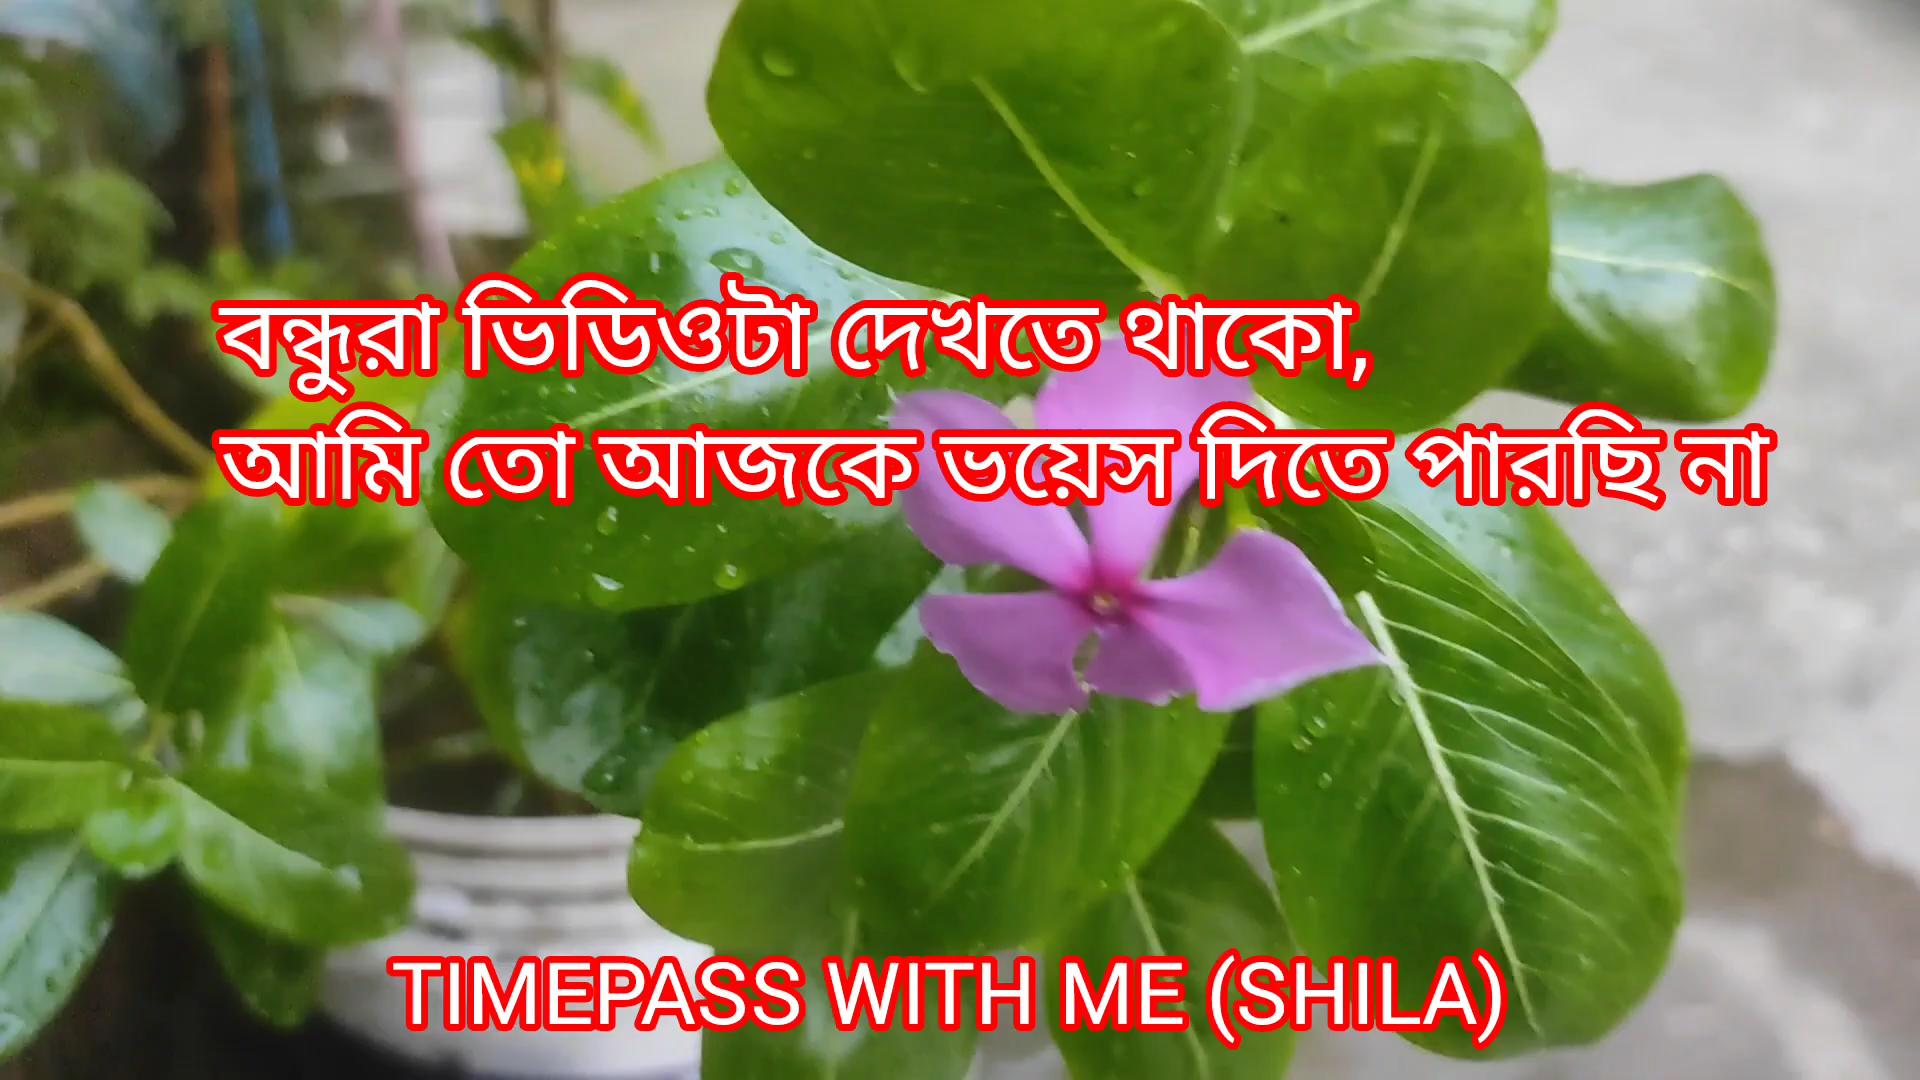 বন্ধুরা ভিডিওটা দেখতে থাকো,
আমি তো আজকে ভয়েস দিতে পারছি না
TIMEPASS WITH ME (SHILA)